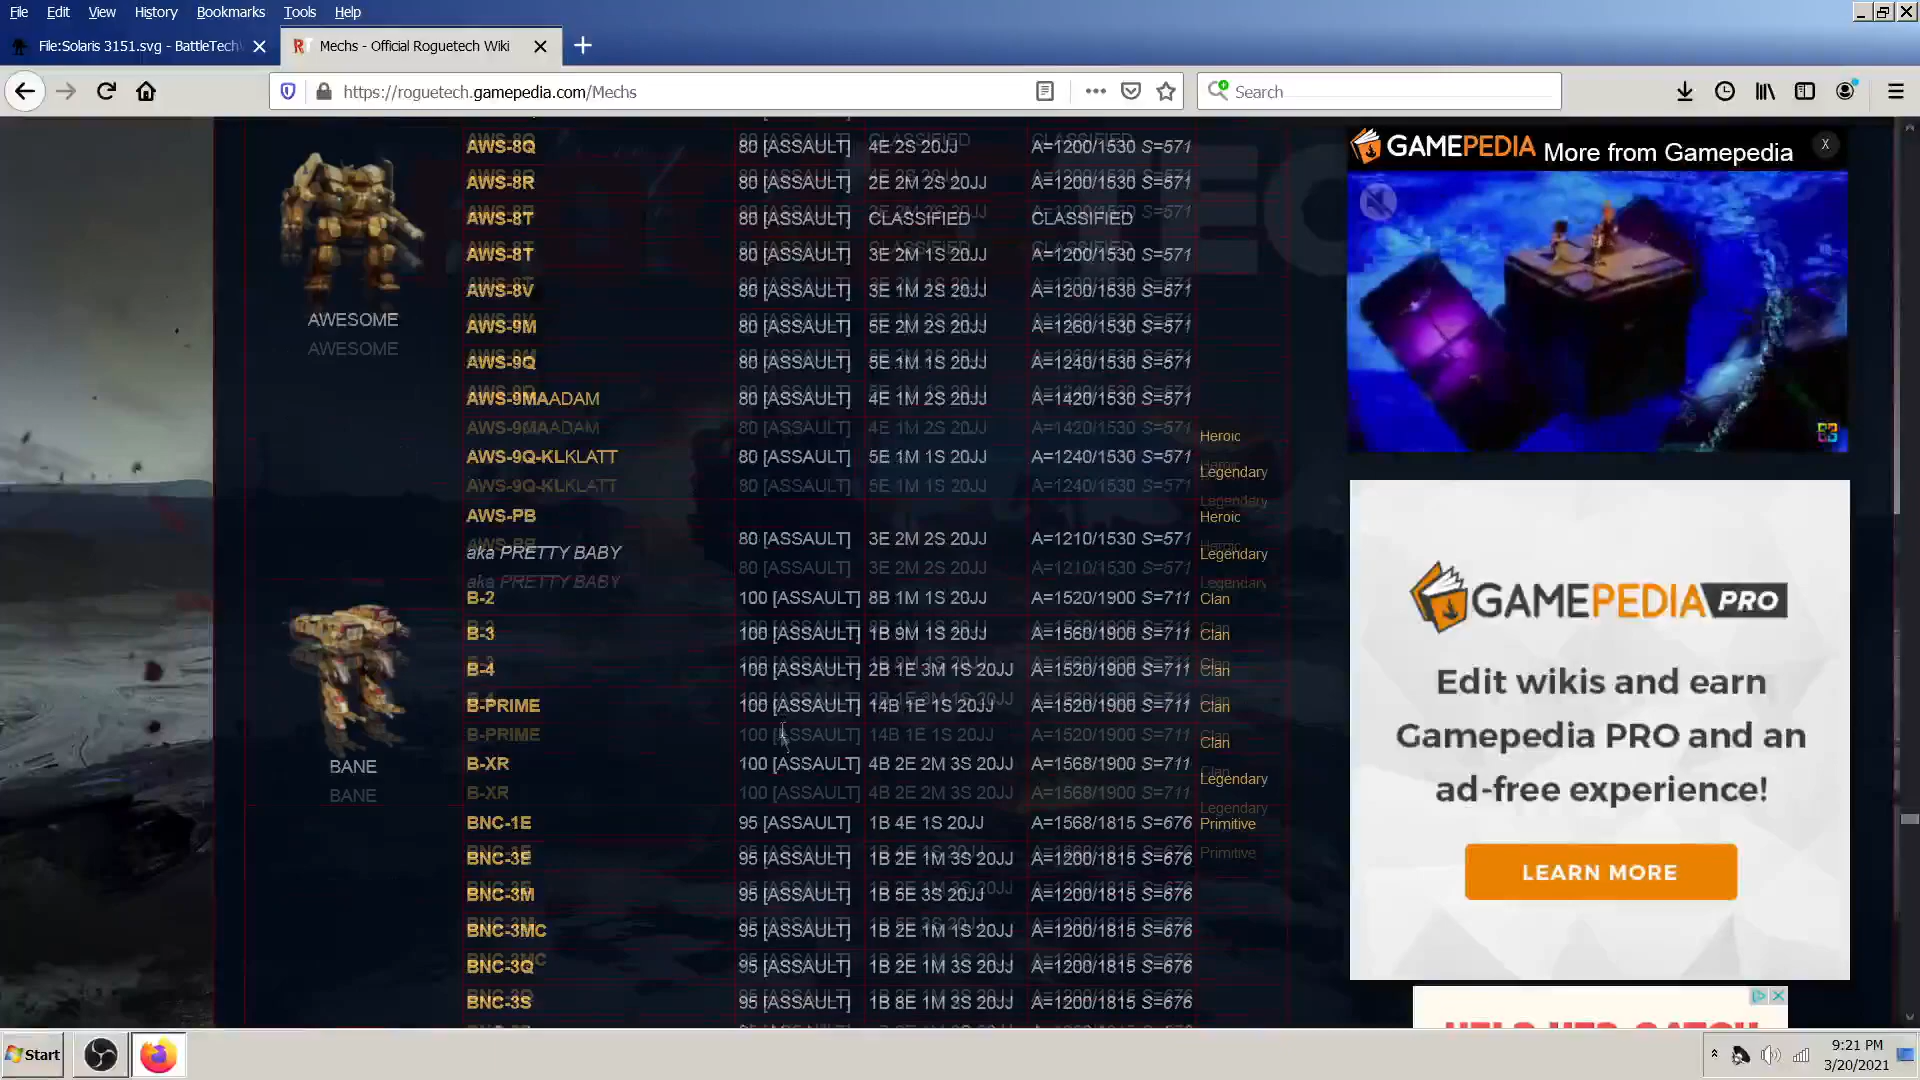 File Edit View History Bookmarks Tools Help
File:Solaris 3151.svg - BattleTech
Mechs - Official Roguetech Wiki
https://roguetech.gamepedia.com/Mechs
Search
AWS-8Q 80 [ASSAULT] 4E 2S 20JJ A=1200/1530 S=571
AWS-8R 80 [ASSAULT] 2E 2M 2S 20JJ A=1200/1530 S=571
AWS-8T 80 [ASSAULT] CLASSIFIED CLASSIFIED
AWS-8T 80 [ASSAULT] 3E 2M 1S 20JJ A=1200/1530 S=571
AWS-8V 80 [ASSAULT] 3E 1M 2S 20JJ A=1200/1530 S=571
AWESOME
AWS-9M 80 [ASSAULT] 5E 2M 2S 20JJ A=1260/1530 S=571
AWS-9Q 80 [ASSAULT] 5E 1M 1S 20JJ A=1240/1530 S=571
AWS-9MAADAM 80 [ASSAULT] 4E 1M 2S 20JJ A=1420/1530 S=571
Heroic
Legendary
AWS-9Q-KLKLATT 80 [ASSAULT] 5E 1M 1S 20JJ A=1240/1530 S=571
Heroic
Legendary
AWS-PB
aka PRETTY BABY 80 [ASSAULT] 3E 2M 2S 20JJ A=1210/1530 S=571
B-2 100 [ASSAULT] 8B 1M 1S 20JJ A=1520/1900 S=711 Clan
B-3 100 [ASSAULT] 1B 9M 1S 20JJ A=1560/1900 S=711 Clan
B-4 100 [ASSAULT] 2B 1E 3M 1S 20JJ A=1520/1900 S=711 Clan
B-PRIME 100 [ASSAULT] 14B 1E 1S 20JJ A=1520/1900 S=711 Clan
BANE
B-XR 100 [ASSAULT] 4B 2E 2M 3S 20JJ A=1568/1900 S=711
Clan
Legendary
BNC-1E 95 [ASSAULT] 1B 4E 1S 20JJ A=1568/1815 S=676 Primitive
BNC-3E 95 [ASSAULT] 1B 2E 1M 3S 20JJ A=1200/1815 S=676
BNC-3M 95 [ASSAULT] 1B 5E 3S 20JJ A=1200/1815 S=676
BNC-3MC 95 [ASSAULT] 1B 2E 1M 1S 20JJ A=1200/1815 S=676
BNC-3Q 95 [ASSAULT] 1B 2E 1M 3S 20JJ A=1200/1815 S=676
BNC-3S 95 [ASSAULT] 1B 8E 1M 3S 20JJ A=1200/1815 S=676
GAMEPEDIA More from Gamepedia
X
GAMEPEDIA PRO
Edit wikis and earn
Gamepedia PRO and an
ad-free experience!
LEARN MORE
Start
9:21 PM
3/20/2021